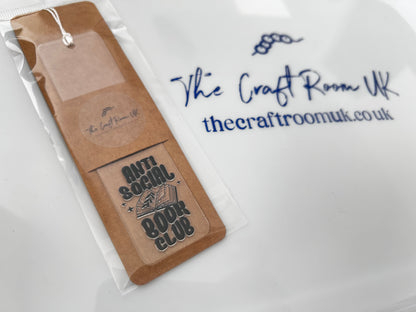 The Craft Room UK
ANTI
SOCIAL
BOOK
CLUB
The Craft Room UK
thecraftroomuk.co.uk